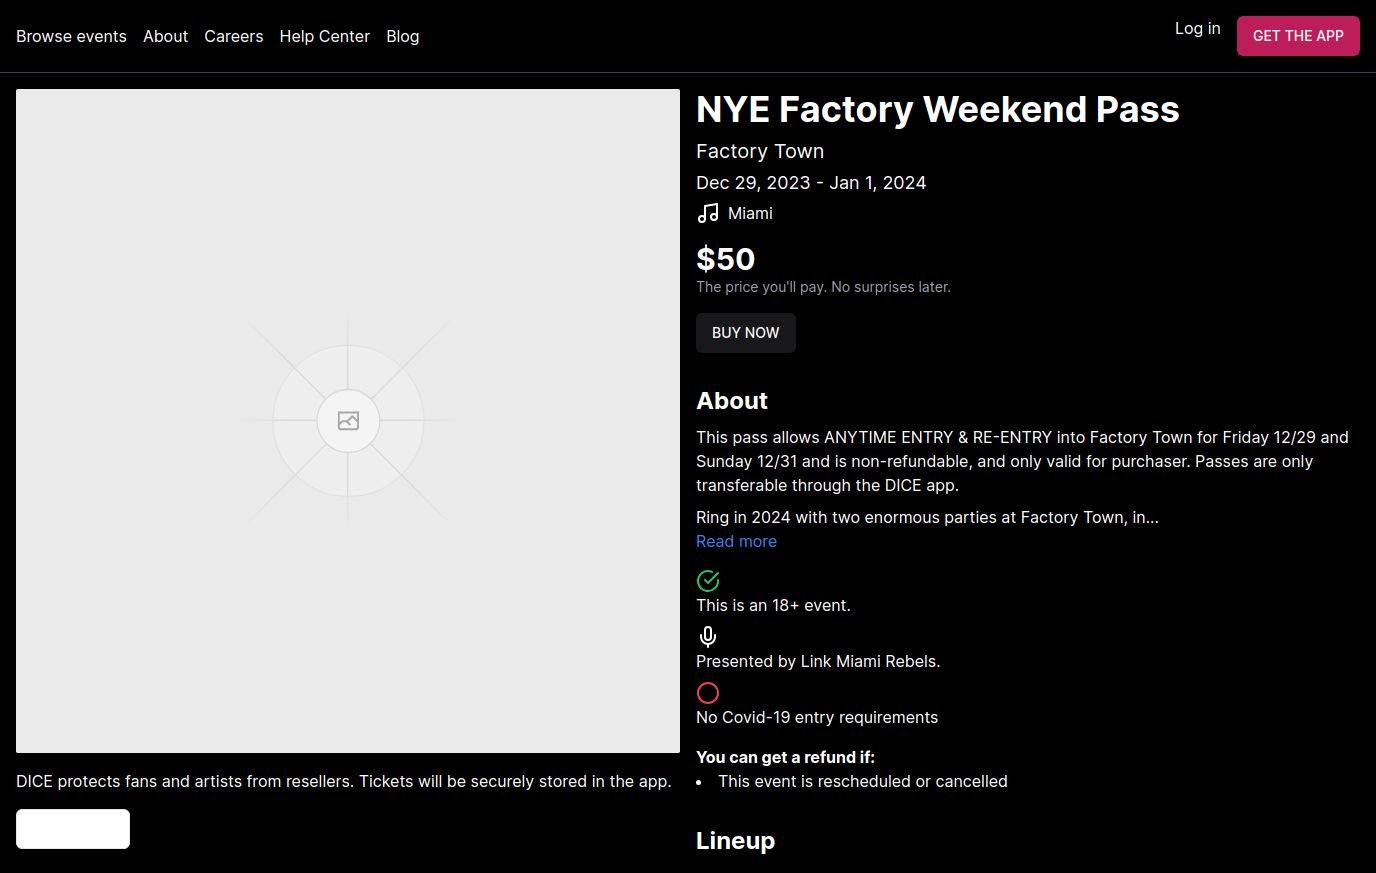 Browse events About Careers Help Center Blog
Log in
GET THE APP
NYE Factory Weekend Pass
Factory Town
Dec 29, 2023 - Jan 1, 2024
Miami
$50
The price you'll pay. No surprises later.
BUY NOW
About
This pass allows ANYTIME ENTRY & RE-ENTRY into Factory Town for Friday 12/29 and
Sunday 12/31 and is non-refundable, and only valid for purchaser. Passes are only
transferable through the DICE app.
Ring in 2024 with two enormous parties at Factory Town, in...
Read more
This is an 18+ event.
Presented by Link Miami Rebels.
No Covid-19 entry requirements
You can get a refund if:
• This event is rescheduled or cancelled
DICE protects fans and artists from resellers. Tickets will be securely stored in the app.
Lineup